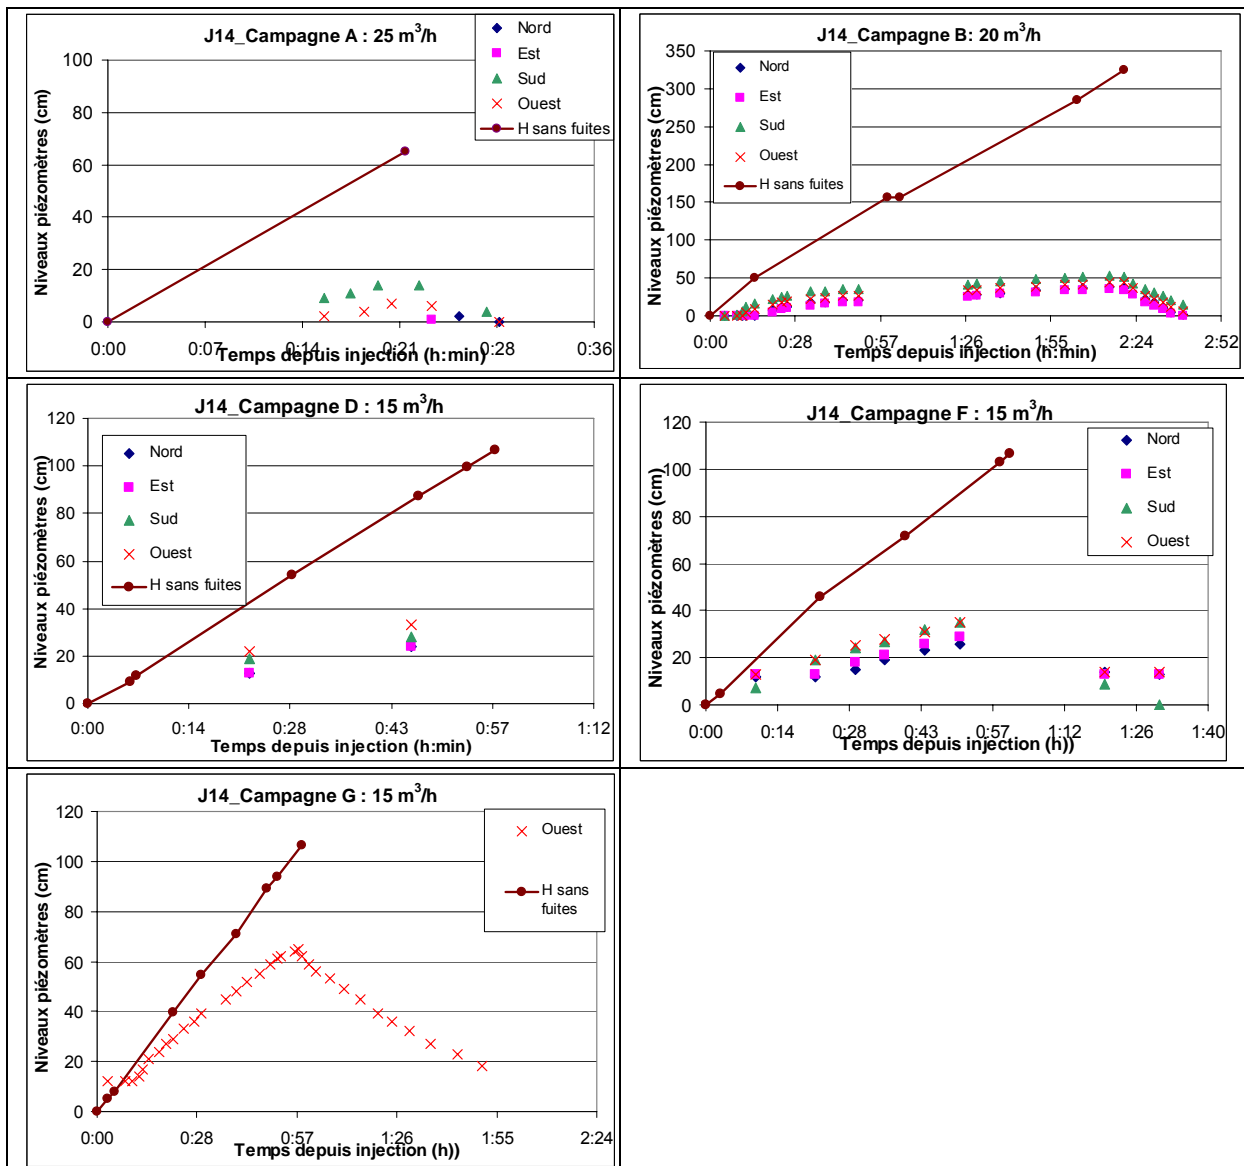 J14_Campagne A : 25 m³/h
Nord
Est
Sud
Ouest
H sans fuites
Niveaux piézomètres (cm)
100
80
60
40
20
0
0:00 0:07 0:14 0:21 0:28 0:36
Temps depuis injection (h:min)
J14_Campagne B: 20 m³/h
Nord
Est
Sud
Ouest
H sans fuites
Niveaux piézomètres (cm)
350
300
250
200
150
100
50
0
0:00 0:28 0:57 1:26 1:55 2:24 2:52
Temps depuis injection (h:min)
J14_Campagne D : 15 m³/h
Nord
Est
Sud
Ouest
H sans fuites
Niveaux piézomètres (cm)
120
100
80
60
40
20
0
0:00 0:14 0:28 0:43 0:57 1:12
Temps depuis injection (h:min)
J14_Campagne F : 15 m³/h
Nord
Est
Sud
Ouest
Niveaux piézomètres (cm)
120
100
80
60
40
20
0
0:00 0:14 0:28 0:43 0:57 1:12 1:26 1:40
Temps depuis injection (h))
J14_Campagne G : 15 m³/h
Ouest
H sans
fuites
Niveaux piézomètres (cm)
120
100
80
60
40
20
0
0:00 0:28 0:57 1:26 1:55 2:24
Temps depuis injection (h))